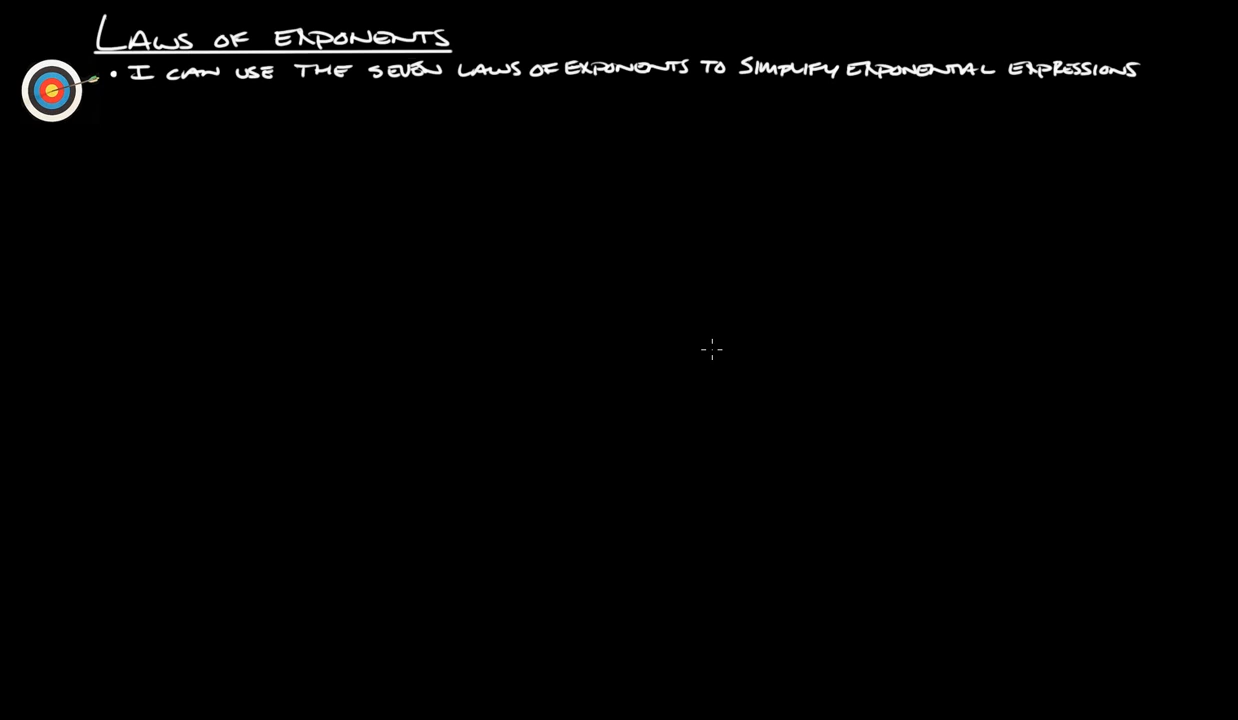 LAWS OF EXPONENTS
• I CAN USE THE SEVEN LAWS OF EXPONENTS TO SIMPLIFY EXPONENTIAL EXPRESSIONS